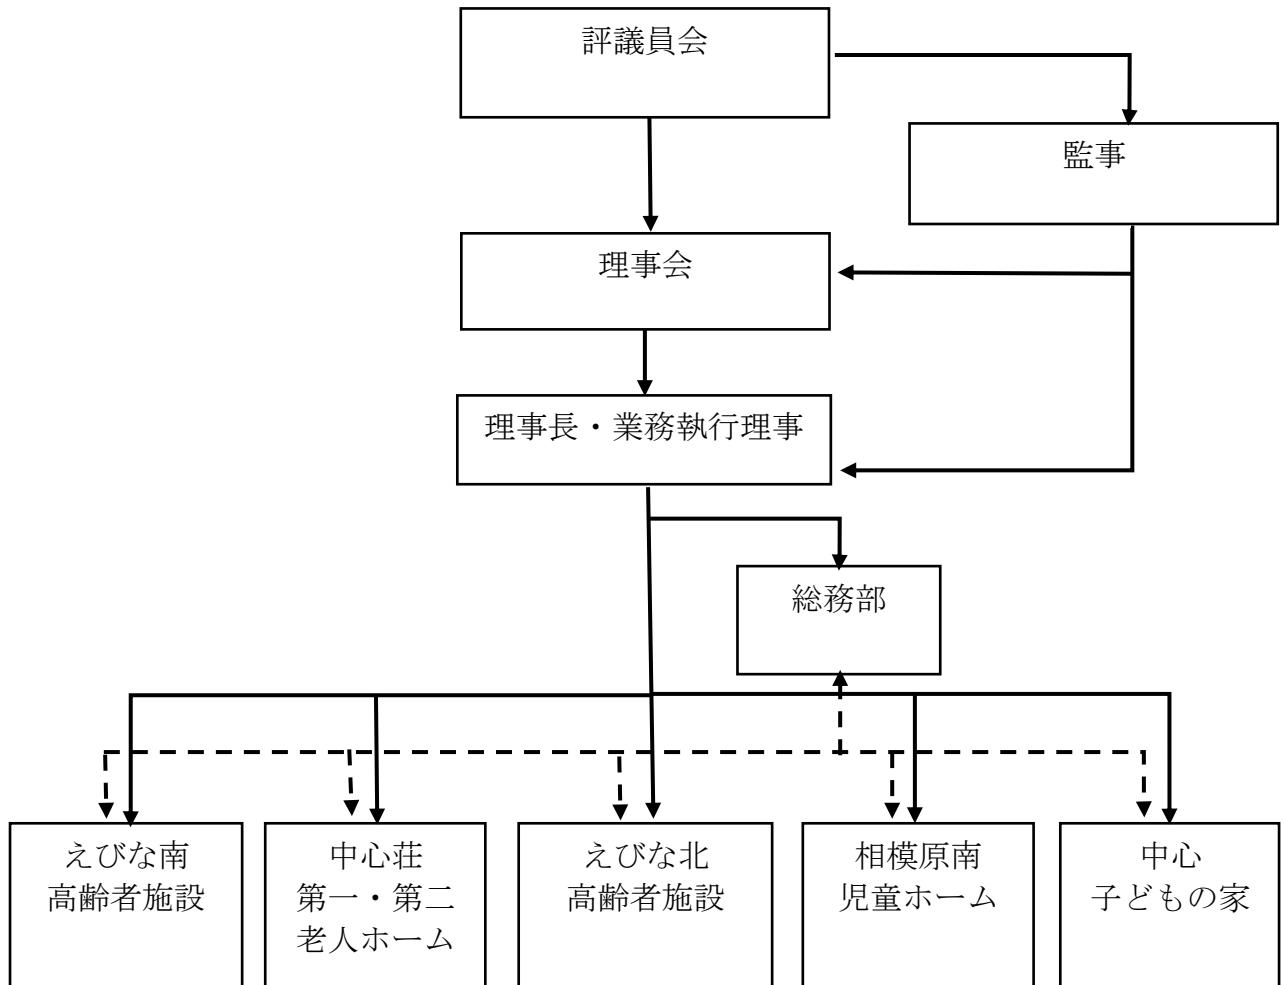 評議員会
監事
理事会
理事長・業務執行理事
総務部
えびな南
高齢者施設
中心荘
第一・第二
老人ホーム
えびな北
高齢者施設
相模原南
児童ホーム
中心
子どもの家